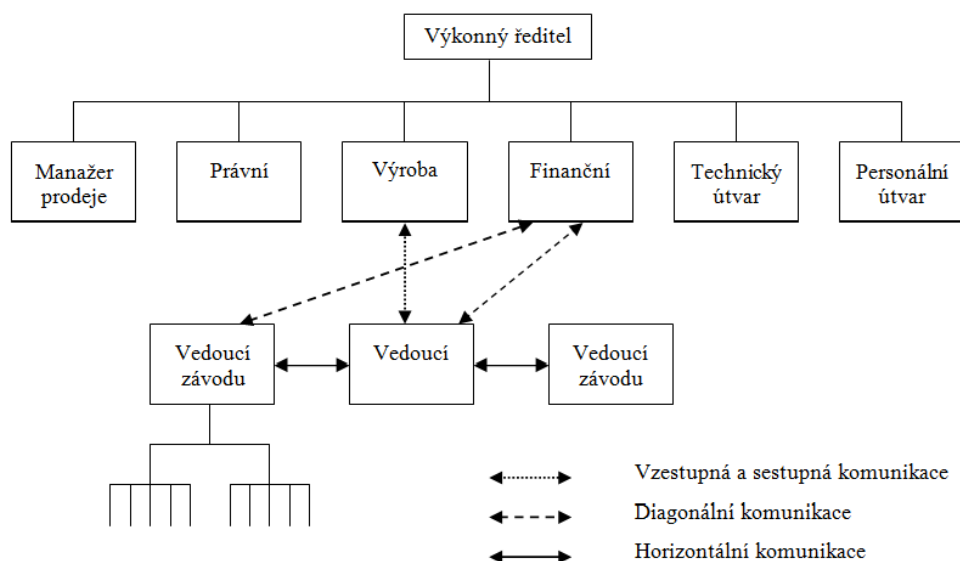 Výkonný ředitel
Manažer
prodeje
Právní
Výroba
Finanční
Technický
útvar
Personální
útvar
Vedoucí
závodu
Vedoucí
Vedoucí
závodu
Vzestupná a sestupná komunikace
Diagonální komunikace
Horizontální komunikace